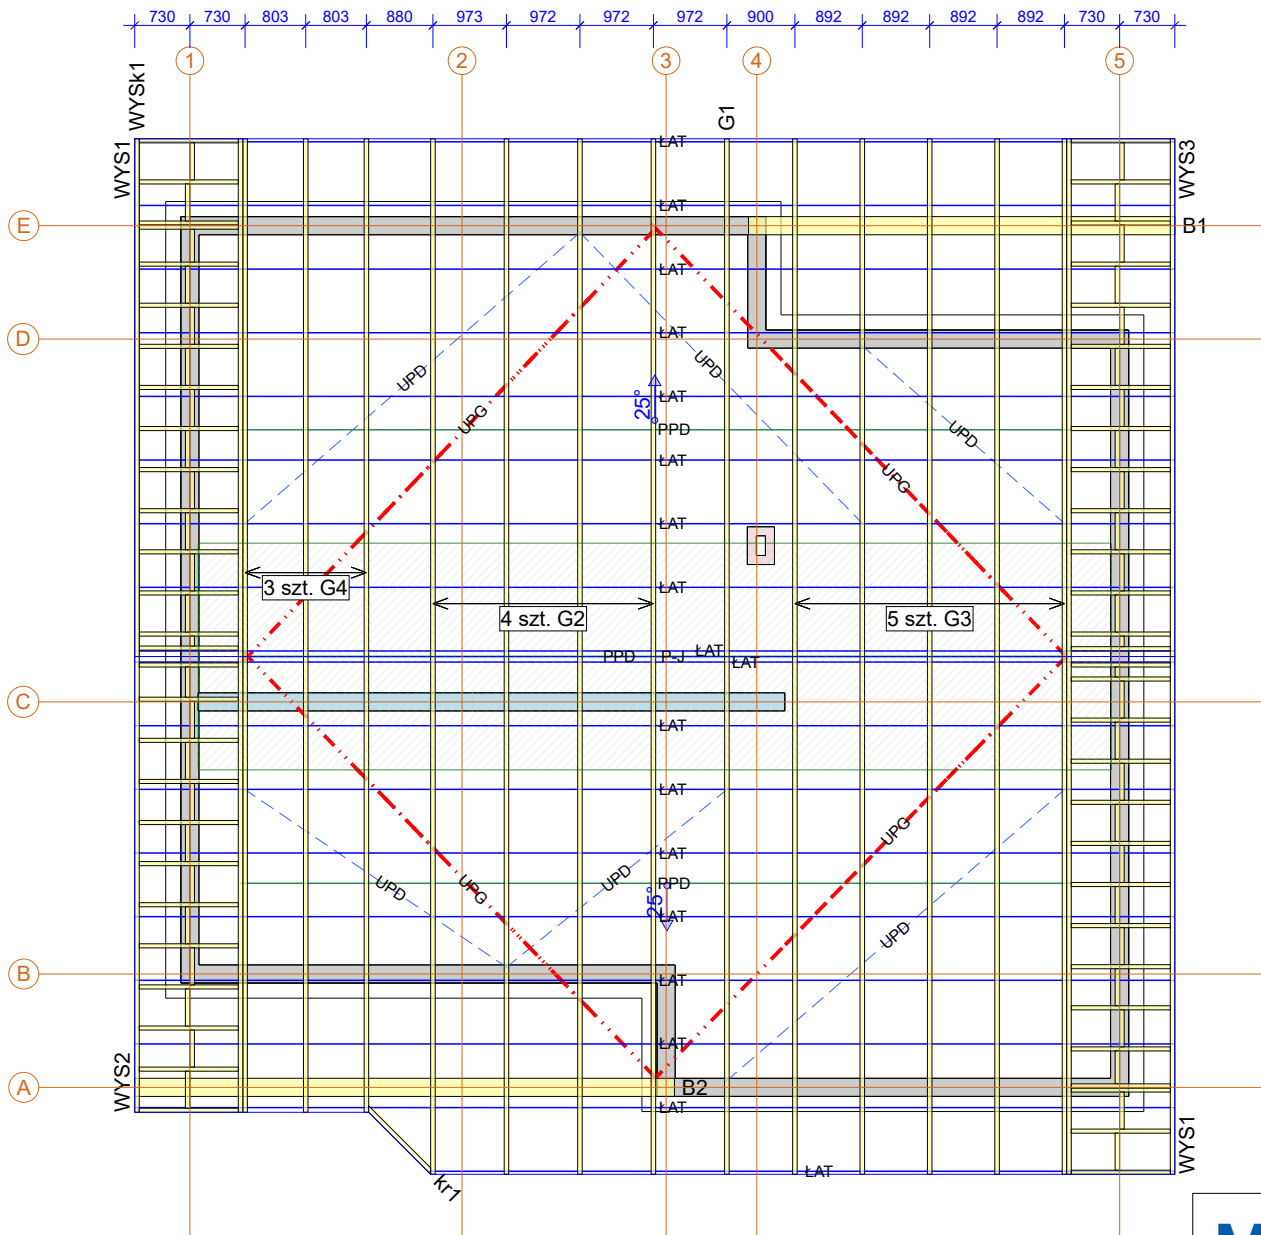 730 730 803 803 880 973 972 972 972 900 892 892 892 892 730 730
1 2 3 4 5
WYSk1
G1
WYS1
ŁAT
WYS3
ŁAT
E
B1
ŁAT
D
ŁAT
UPD
UPD
25°
ŁAT
UPG
PPD
UPD
ŁAT
UPG
ŁAT
3 szt. G4
ŁAT
4 szt. G2
5 szt. G3
PPD P-J ŁAT
ŁAT
C
ŁAT
ŁAT
UPG
ŁAT
UPD
UPG
UPD
PPD
25°
ŁAT
UPD
B
ŁAT
ŁAT
WYS2
A
B2
ŁAT
WYS1
ŁAT
kr1
M